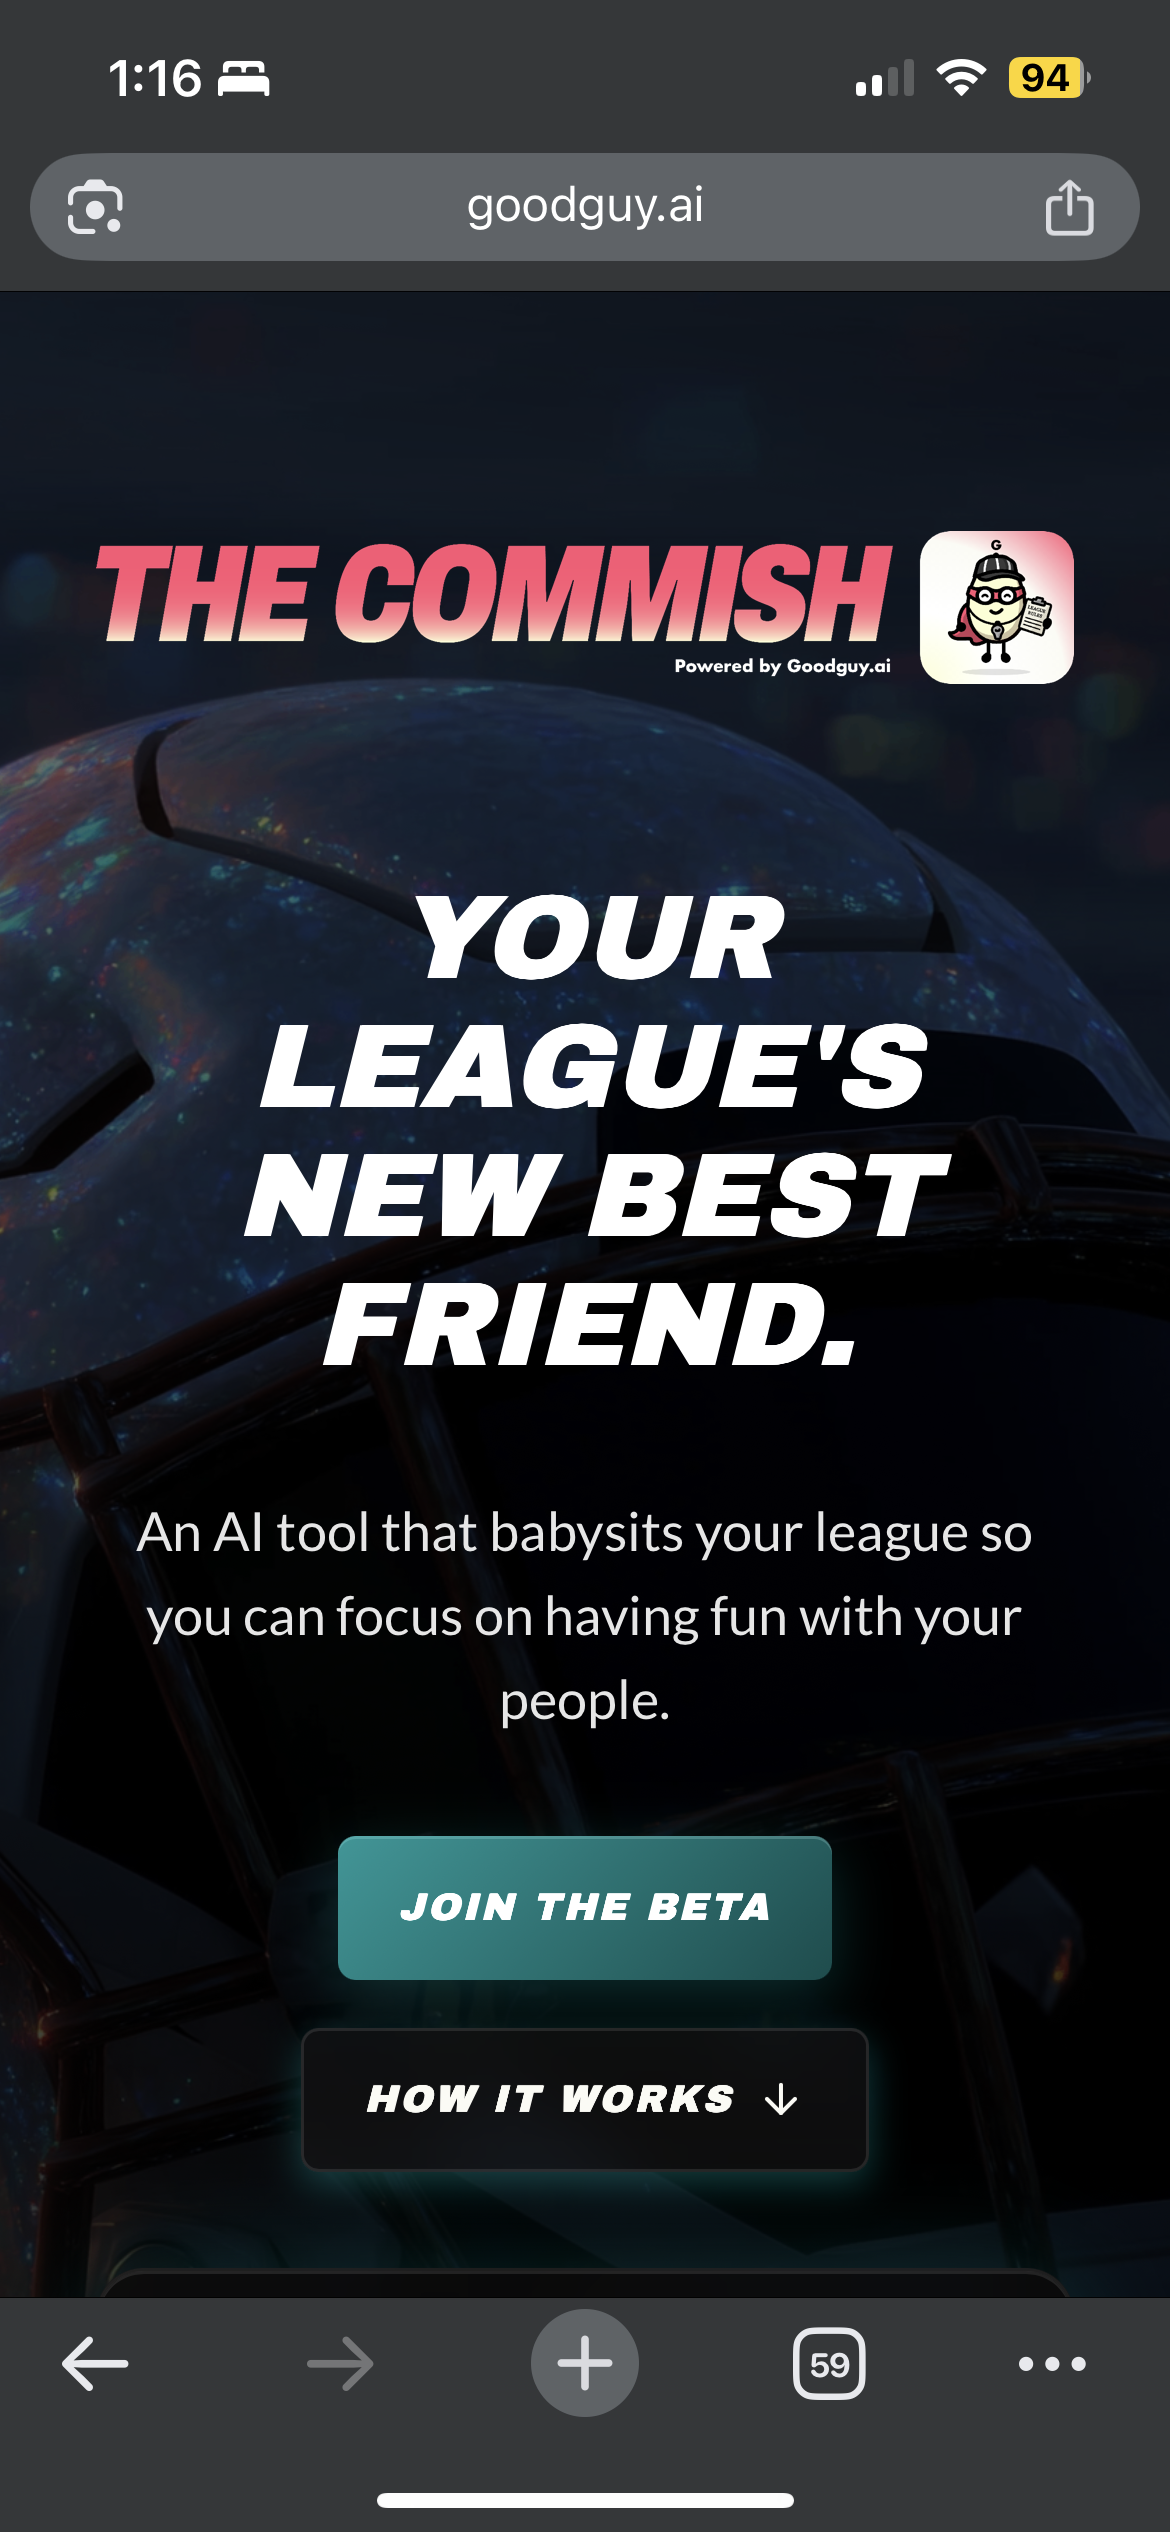 1:16
94
goodguy.ai
THE COMMISH
G
LEAGUE
RULES
Powered by Goodguy.ai
YOUR
LEAGUE'S
NEW BEST
FRIEND.
An AI tool that babysits your league so
you can focus on having fun with your
people.
JOIN THE BETA
HOW IT WORKS ↓
59